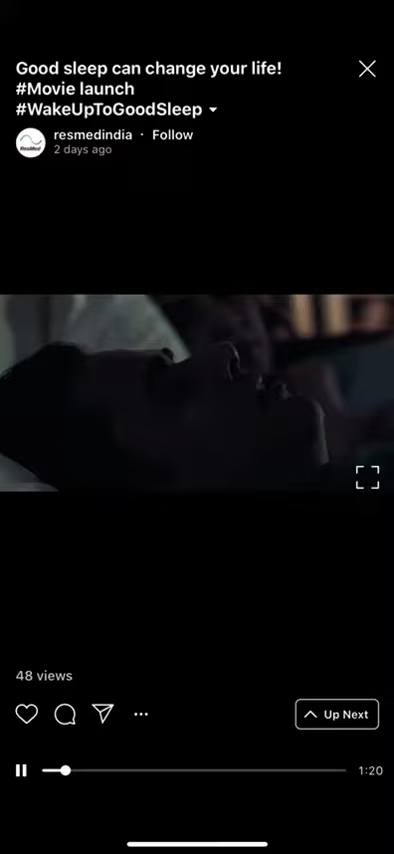 Good sleep can change your life!
#Movie launch
#WakeUpToGoodSleep
resmedindia · Follow
2 days ago
ResMed
48 views
Up Next
1:20